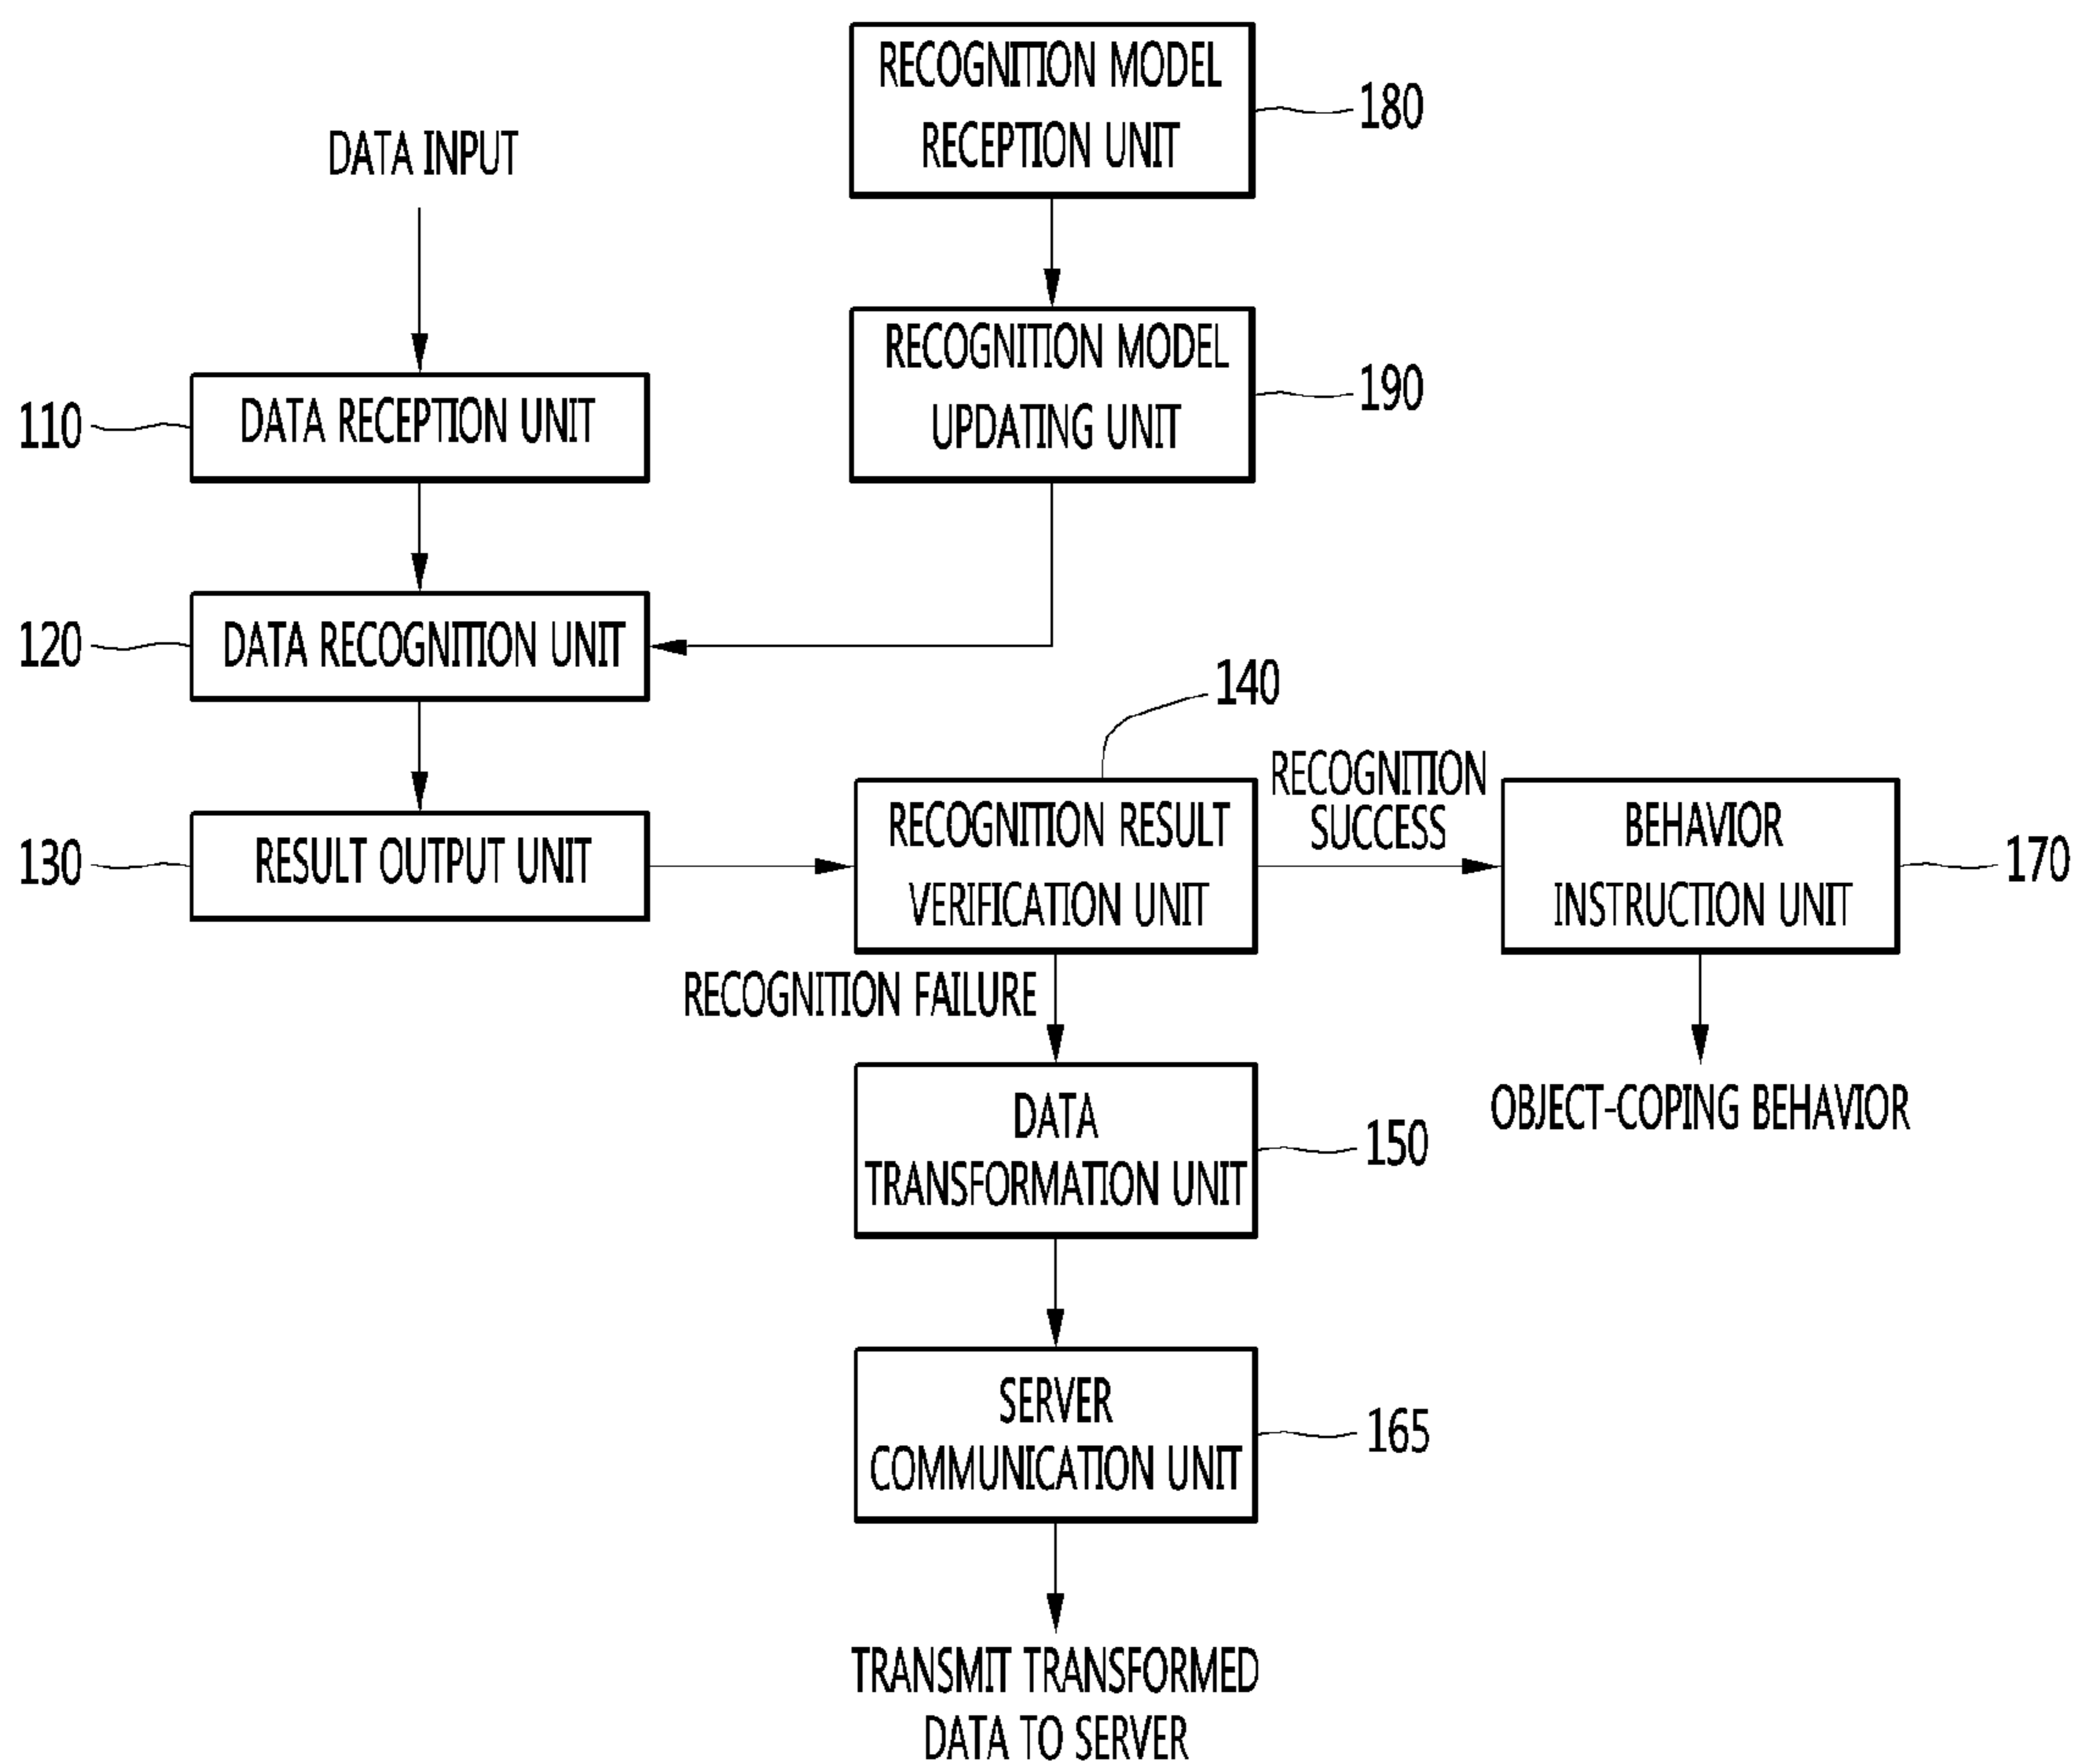 RECOGNITION MODEL
RECEPTION UNIT
180
DATA INPUT
RECOGNITION MODEL
UPDATING UNIT
190
110
DATA RECEPTION UNIT
120
DATA RECOGNITION UNIT
140
130
RESULT OUTPUT UNIT
RECOGNITION RESULT
VERIFICATION UNIT
RECOGNITION
SUCCESS
BEHAVIOR
INSTRUCTION UNIT
170
RECOGNITION FAILURE
OBJECT-COPING BEHAVIOR
DATA
TRANSFORMATION UNIT
150
SERVER
COMMUNICATION UNIT
165
TRANSMIT TRANSFORMED
DATA TO SERVER